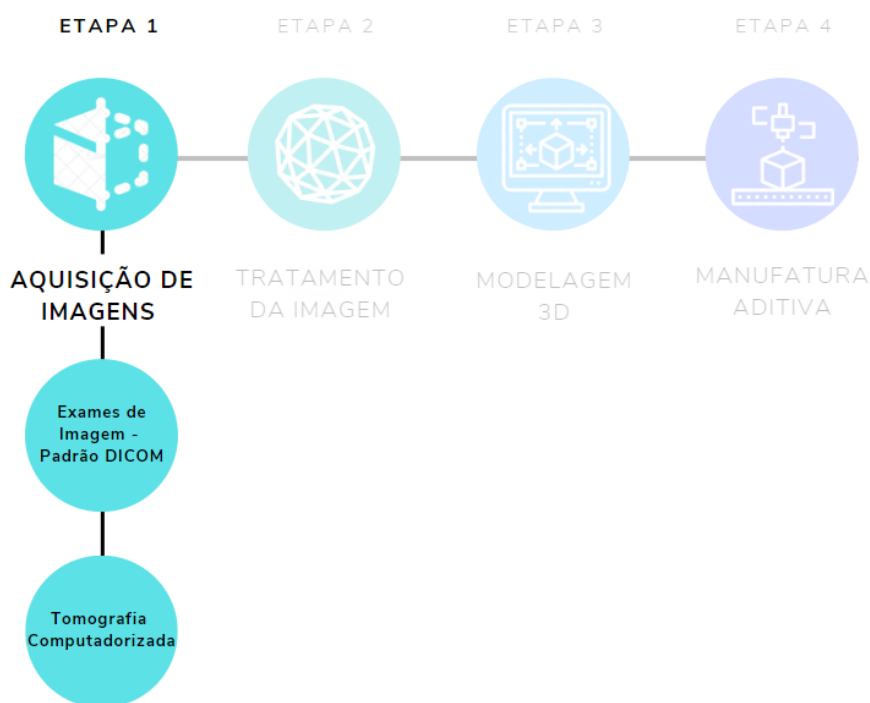 ETAPA 1
ETAPA 2
ETAPA 3
ETAPA 4
AQUISIÇÃO DE
IMAGENS
TRATAMENTO
DA IMAGEM
MODELAGEM
3D
MANUFATURA
ADITIVA
Exames de
Imagem -
Padrão DICOM
Tomografia
Computadorizada